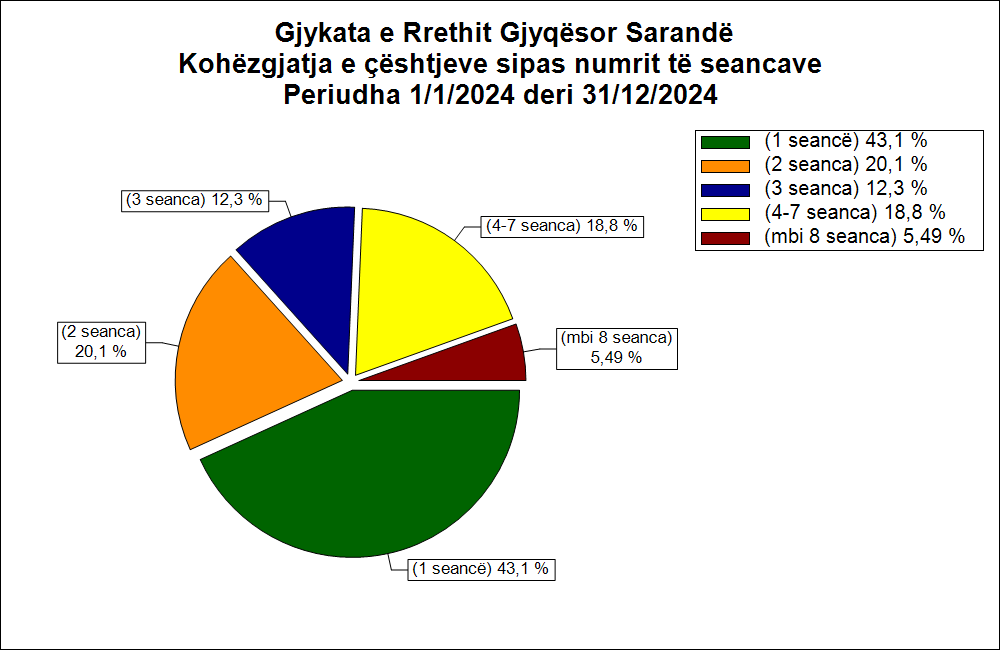 Gjykata e Rrethit Gjyqësor Sarandë
Kohëzgjatja e çështjeve sipas numrit të seancave
Periudha 1/1/2024 deri 31/12/2024
(1 seancë) 43,1 %
(2 seanca) 20,1 %
(3 seanca) 12,3 %
(4-7 seanca) 18,8 %
(mbi 8 seanca) 5,49 %
(3 seanca) 12,3 %
(4-7 seanca) 18,8 %
(2 seanca)
20,1 %
(mbi 8 seanca)
5,49 %
(1 seancë) 43,1 %